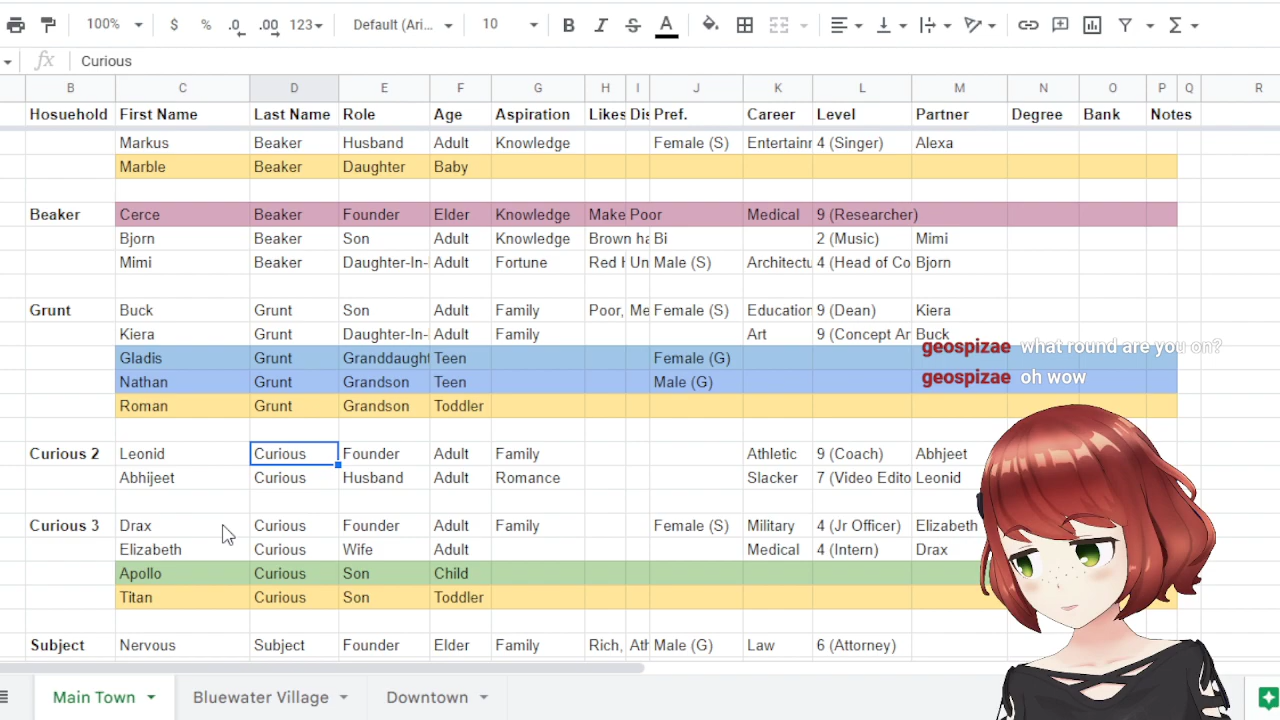 100% $ % .0 .00 123 Default (Ari... 10 B I S A
fx Curious
B C D E F G H I J K L M N O P Q R
Hosuehold First Name Last Name Role Age Aspiration Likes Dis Pref. Career Level Partner Degree Bank Notes
Markus Beaker Husband Adult Knowledge Female (S) Entertainm 4 (Singer) Alexa
Marble Beaker Daughter Baby
Beaker Cerce Beaker Founder Elder Knowledge Make Poor Medical 9 (Researcher)
Bjorn Beaker Son Adult Knowledge Brown ha Bi 2 (Music) Mimi
Mimi Beaker Daughter-In- Adult Fortune Red h Un Male (S) Architectu 4 (Head of Co Bjorn
Grunt Buck Grunt Son Adult Family Poor, Me Female (S) Education 9 (Dean) Kiera
Kiera Grunt Daughter-In- Adult Family Art 9 (Concept Ar Buck
geospizae what round are you on?
Gladis Grunt Granddaught Teen Female (G)
Nathan Grunt Grandson Teen Male (G)
geospizae oh wow
Roman Grunt Grandson Toddler
Curious 2 Leonid Curious Founder Adult Family Athletic 9 (Coach) Abhjeet
Abhijeet Curious Husband Adult Romance Slacker 7 (Video Edito Leonid
Curious 3 Drax Curious Founder Adult Family Female (S) Military 4 (Jr Officer) Elizabeth
Elizabeth Curious Wife Adult Medical 4 (Intern) Drax
Apollo Curious Son Child
Titan Curious Son Toddler
Subject Nervous Subject Founder Elder Family Rich, Ath Male (G) Law 6 (Attorney)
Main Town Bluewater Village Downtown